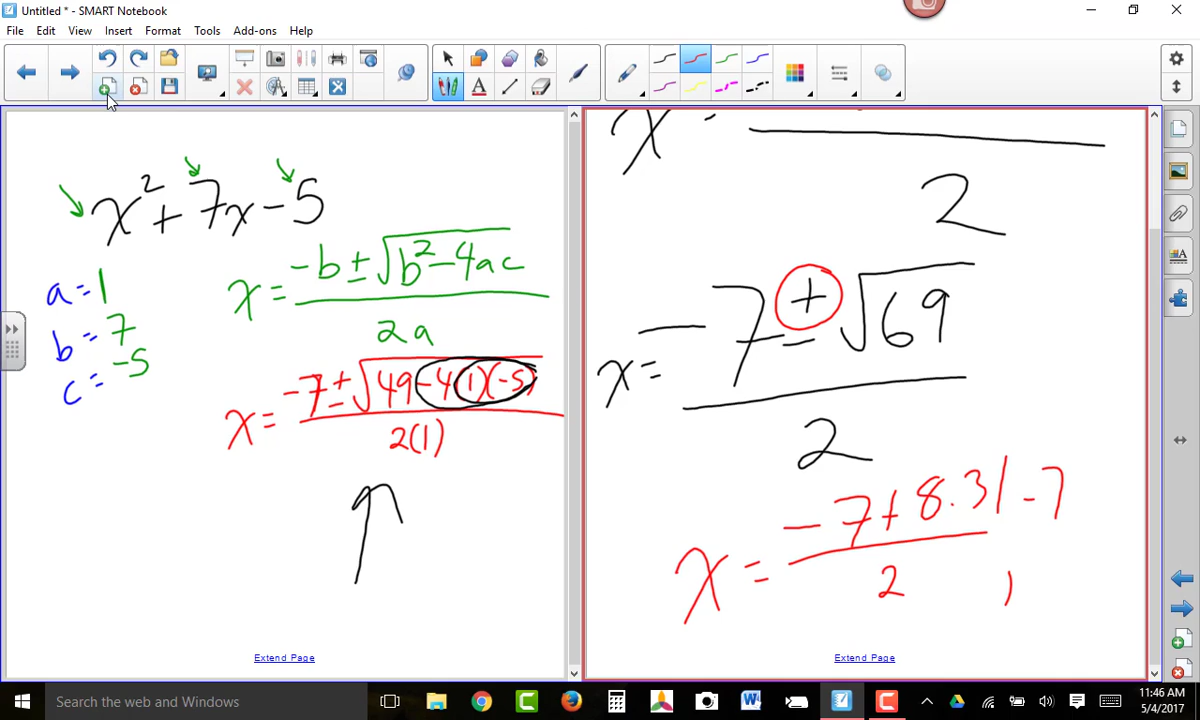 Untitled * - SMART Notebook
File Edit View Insert Format Tools Add-ons Help
x² + 7x - 5
a = 1
b = 7
c = -5
x = (-b ± √(b² - 4ac)) / 2a
x = (-7 ± √(49 - 4(1)(-5))) / 2(1)
Extend Page
x =
2
x = (-7 ± √69) / 2
x = (-7 + 8.31 - 7
2
Extend Page
Search the web and Windows
11:46 AM
5/4/2017